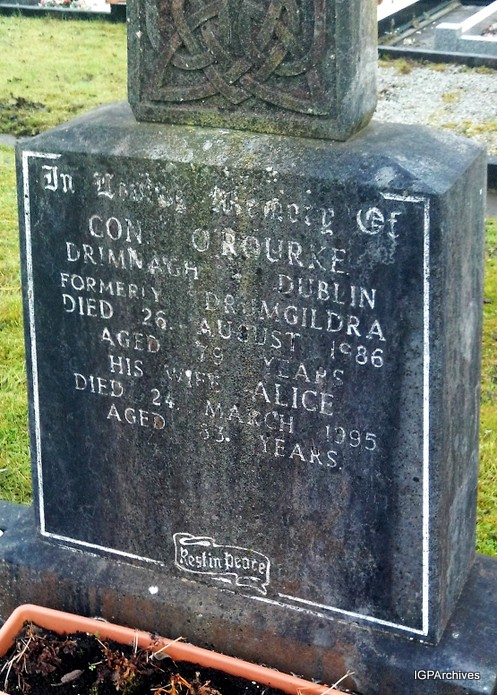 In Loving Memory Of
CON O'ROURKE
DRIMNAGH DUBLIN
FORMERLY DRUMGILDRA
DIED 26. AUGUST 1986
AGED 79 YEARS
HIS WIFE ALICE
DIED 24. MARCH 1995
AGED 83. YEARS.
Rest in Peace
IGPArchives